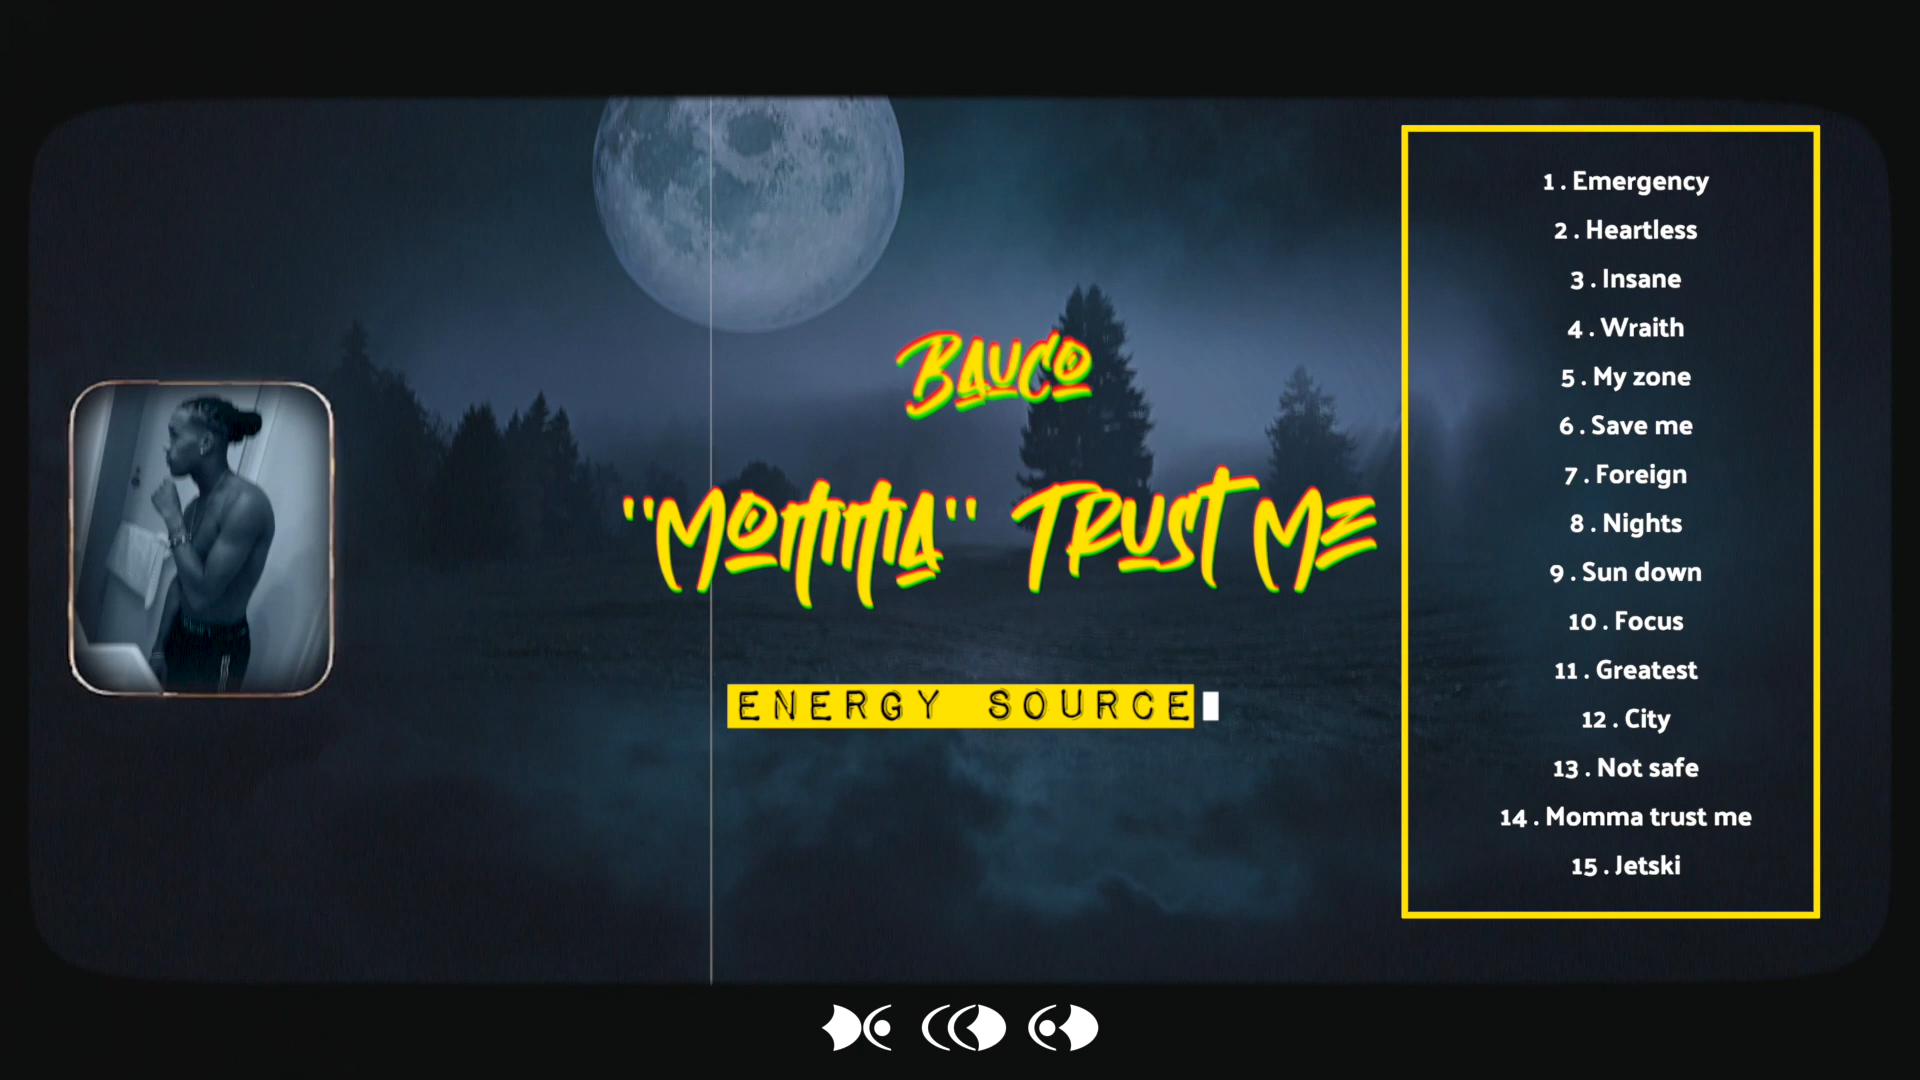 BAUCO
"MOMMA" TRUST ME
ENERGY SOURCE
1 . Emergency
2 . Heartless
3 . Insane
4 . Wraith
5 . My zone
6 . Save me
7 . Foreign
8 . Nights
9 . Sun down
10 . Focus
11 . Greatest
12 . City
13 . Not safe
14 . Momma trust me
15 . Jetski